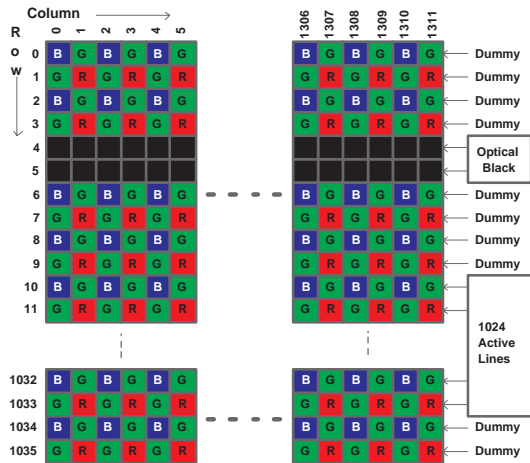 Column
Row
0 1 2 3 4 5 1306 1307 1308 1309 1310 1311
0 B G B G B G B G B G B G Dummy
1 G R G R G R G R G R G R Dummy
2 B G B G B G B G B G B G Dummy
3 G R G R G R G R G R G R Dummy
4 Optical
5 Black
6 B G B G B G B G B G B G Dummy
7 G R G R G R G R G R G R Dummy
8 B G B G B G B G B G B G Dummy
9 G R G R G R G R G R G R Dummy
10 B G B G B G B G B G B G
11 G R G R G R G R G R G R
1024
Active
Lines
1032 B G B G B G B G B G B G
1033 G R G R G R G R G R G R
1034 B G B G B G B G B G B G Dummy
1035 G R G R G R G R G R G R Dummy